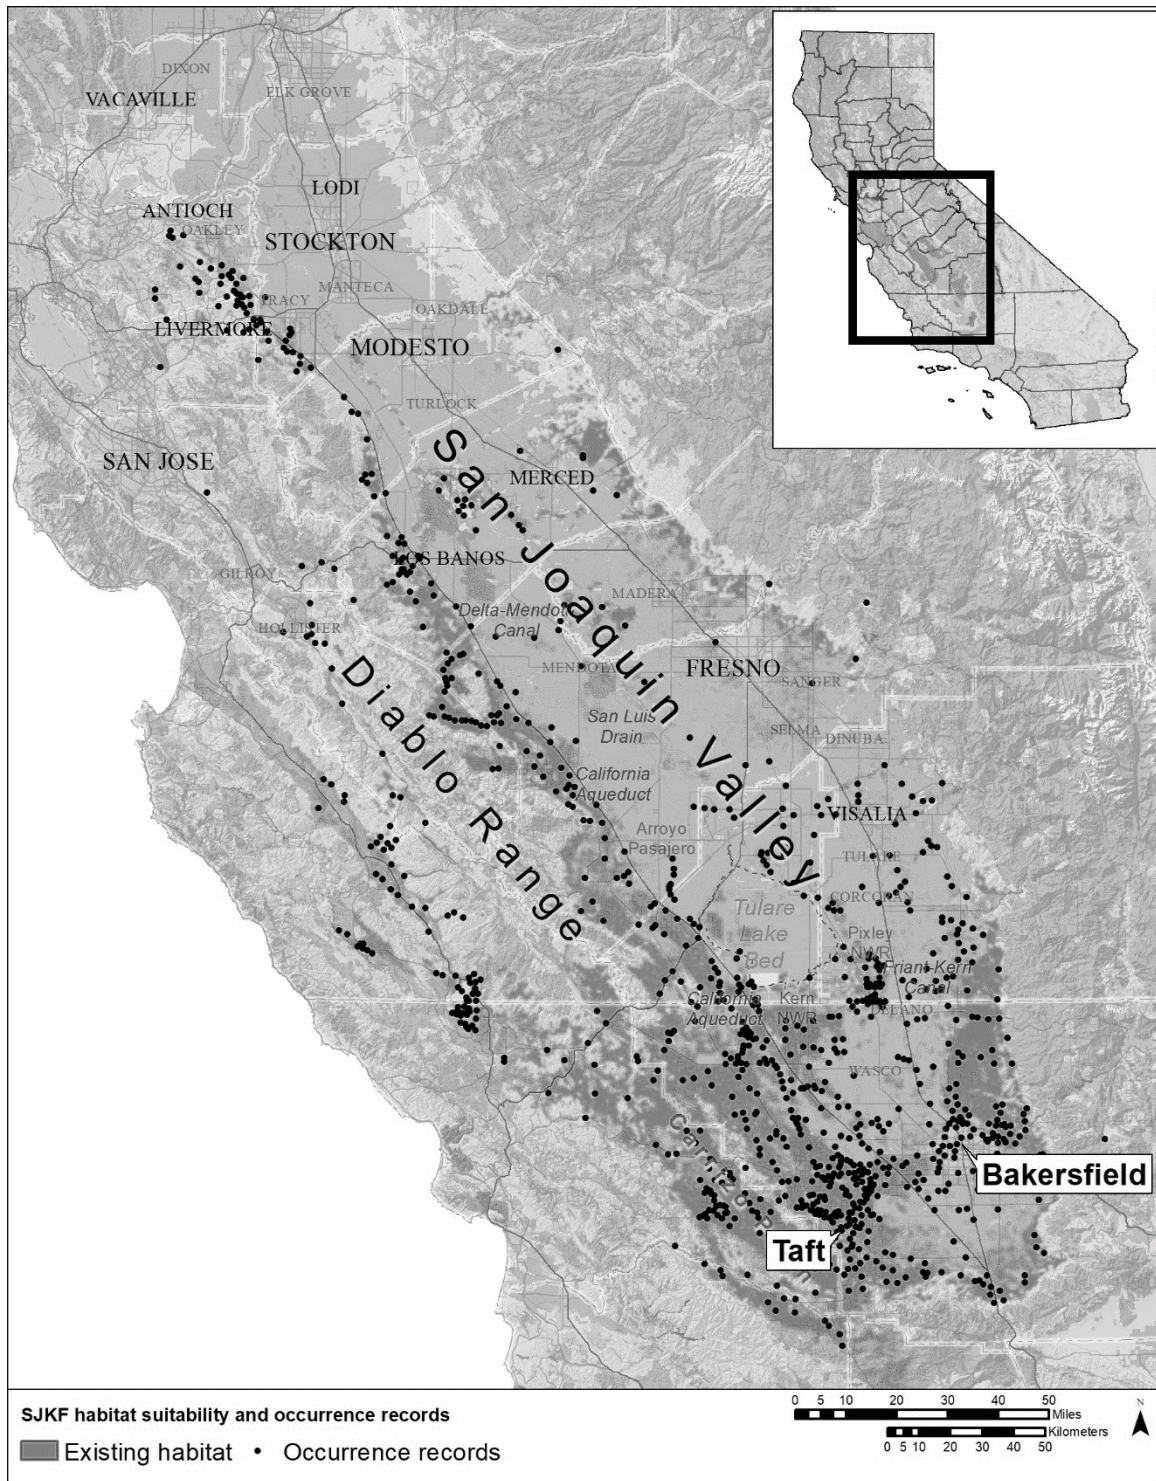 DIXON
VACAVILLE
ELK GROVE
LODI
ANTIOCH
OAKLEY
STOCKTON
MANTECA
TRACY
OAKDALE
LIVERMORE
MODESTO
TURLOCK
SAN JOSE
San Joaquin Valley
MERCED
LOS BANOS
GILROY
MADERA
Delta-Mendota
Canal
HOLLISTER
MENDOTA
FRESNO
SANGER
Diablo Range
San Luis
Drain
SELMA
DINUBA
California
Aqueduct
VISALIA
Arroyo
Pasajero
TULARE
CORCORAN
Tulare
Lake
Bed
Pixley
NWR
Friant-Kern
Canal
California
Aqueduct
Kern
NWR
DELANO
WASCO
Carrizo Plain
Bakersfield
Taft
SJKF habitat suitability and occurrence records
Existing habitat
Occurrence records
0 5 10 20 30 40 50
Miles
Kilometers
0 5 10 20 30 40 50
N